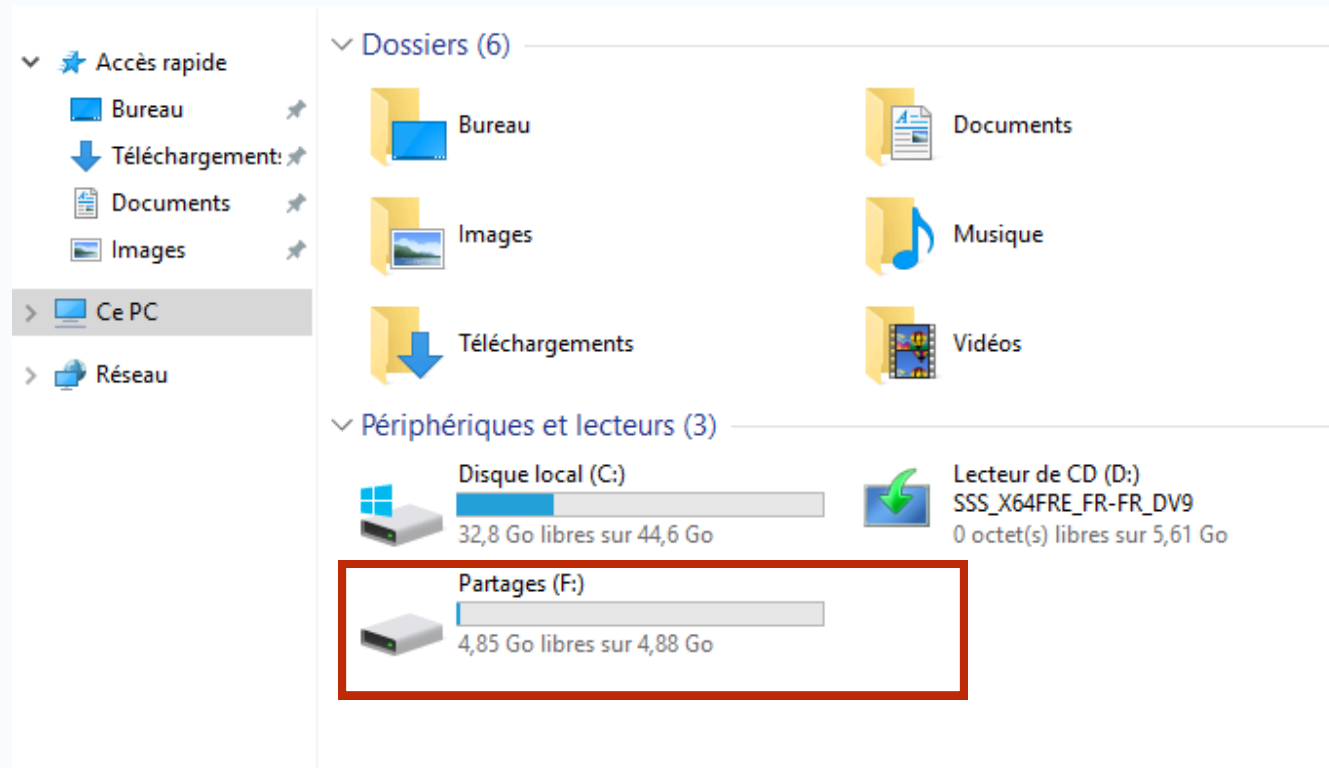 Accès rapide
Bureau
Téléchargement
Documents
Images
Ce PC
Réseau
Dossiers (6)
Bureau
Documents
Images
Musique
Téléchargements
Vidéos
Périphériques et lecteurs (3)
Disque local (C:)
32,8 Go libres sur 44,6 Go
Lecteur de CD (D:)
SSS_X64FRE_FR-FR_DV9
0 octet(s) libres sur 5,61 Go
Partages (F:)
4,85 Go libres sur 4,88 Go